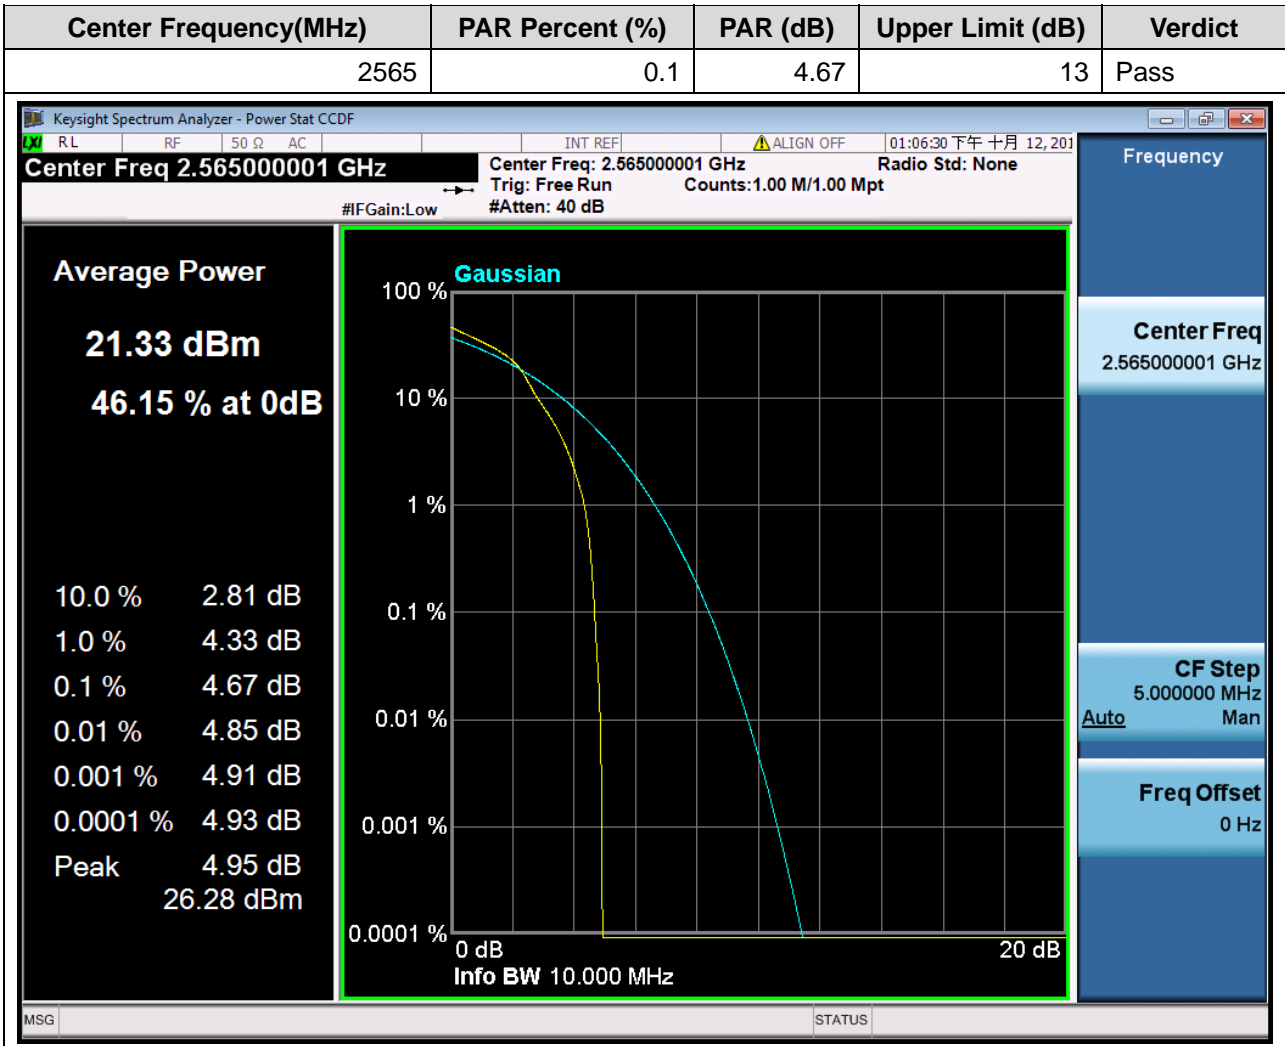 Center Frequency(MHz) PAR Percent (%) PAR (dB) Upper Limit (dB) Verdict
2565 0.1 4.67 13 Pass
Keysight Spectrum Analyzer - Power Stat CCDF
LXI RL RF 50 Ω AC INT REF ALIGN OFF 01:06:30 下午 十月 12, 201
Center Freq 2.565000001 GHz
Center Freq: 2.565000001 GHz Radio Std: None
Trig: Free Run Counts:1.00 M/1.00 Mpt
#IFGain:Low #Atten: 40 dB
Frequency
Average Power
21.33 dBm
46.15 % at 0dB
10.0 % 2.81 dB
1.0 % 4.33 dB
0.1 % 4.67 dB
0.01 % 4.85 dB
0.001 % 4.91 dB
0.0001 % 4.93 dB
Peak 4.95 dB
26.28 dBm
Gaussian
100 %
10 %
1 %
0.1 %
0.01 %
0.001 %
0.0001 %
0 dB 20 dB
Info BW 10.000 MHz
Center Freq
2.565000001 GHz
CF Step
5.000000 MHz
Auto Man
Freq Offset
0 Hz
MSG STATUS